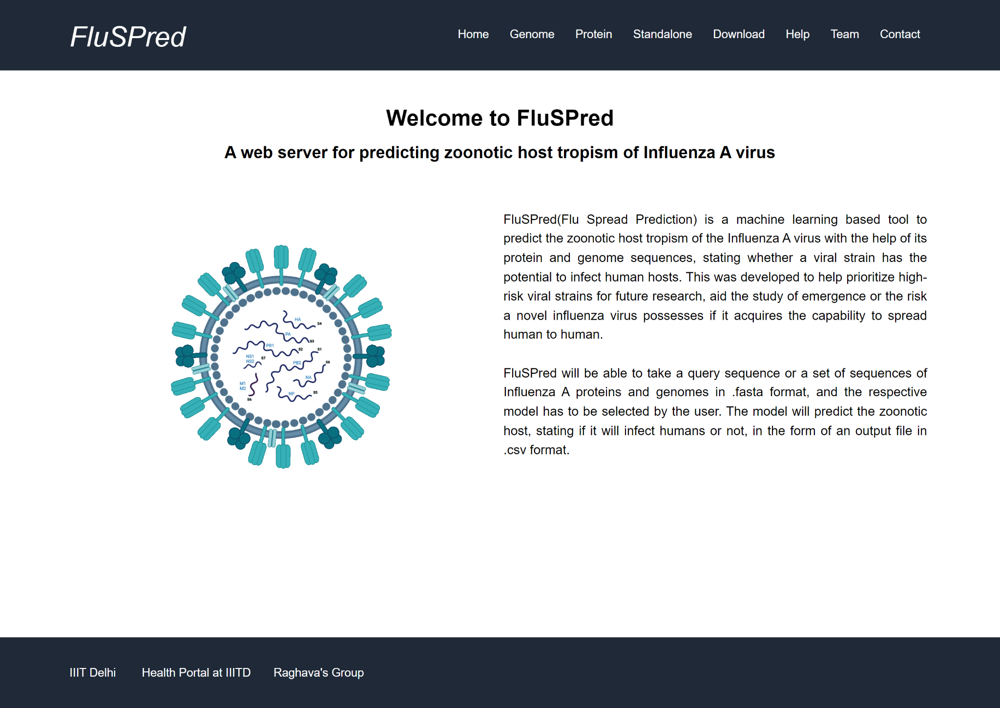 FluSPred
Home Genome Protein Standalone Download Help Team Contact
Welcome to FluSPred
A web server for predicting zoonotic host tropism of Influenza A virus
HA
S4
PA
S3
PB1
S2
S1
NS1
NS2
S7
PB2
S6
NA
M1
M2
S6
NP
S5
FluSPred(Flu Spread Prediction) is a machine learning based tool to
predict the zoonotic host tropism of the Influenza A virus with the help of its
protein and genome sequences, stating whether a viral strain has the
potential to infect human hosts. This was developed to help prioritize high-
risk viral strains for future research, aid the study of emergence or the risk
a novel influenza virus possesses if it acquires the capability to spread
human to human.
FluSPred will be able to take a query sequence or a set of sequences of
Influenza A proteins and genomes in .fasta format, and the respective
model has to be selected by the user. The model will predict the zoonotic
host, stating if it will infect humans or not, in the form of an output file in
.csv format.
IIIT Delhi Health Portal at IIITD Raghava's Group